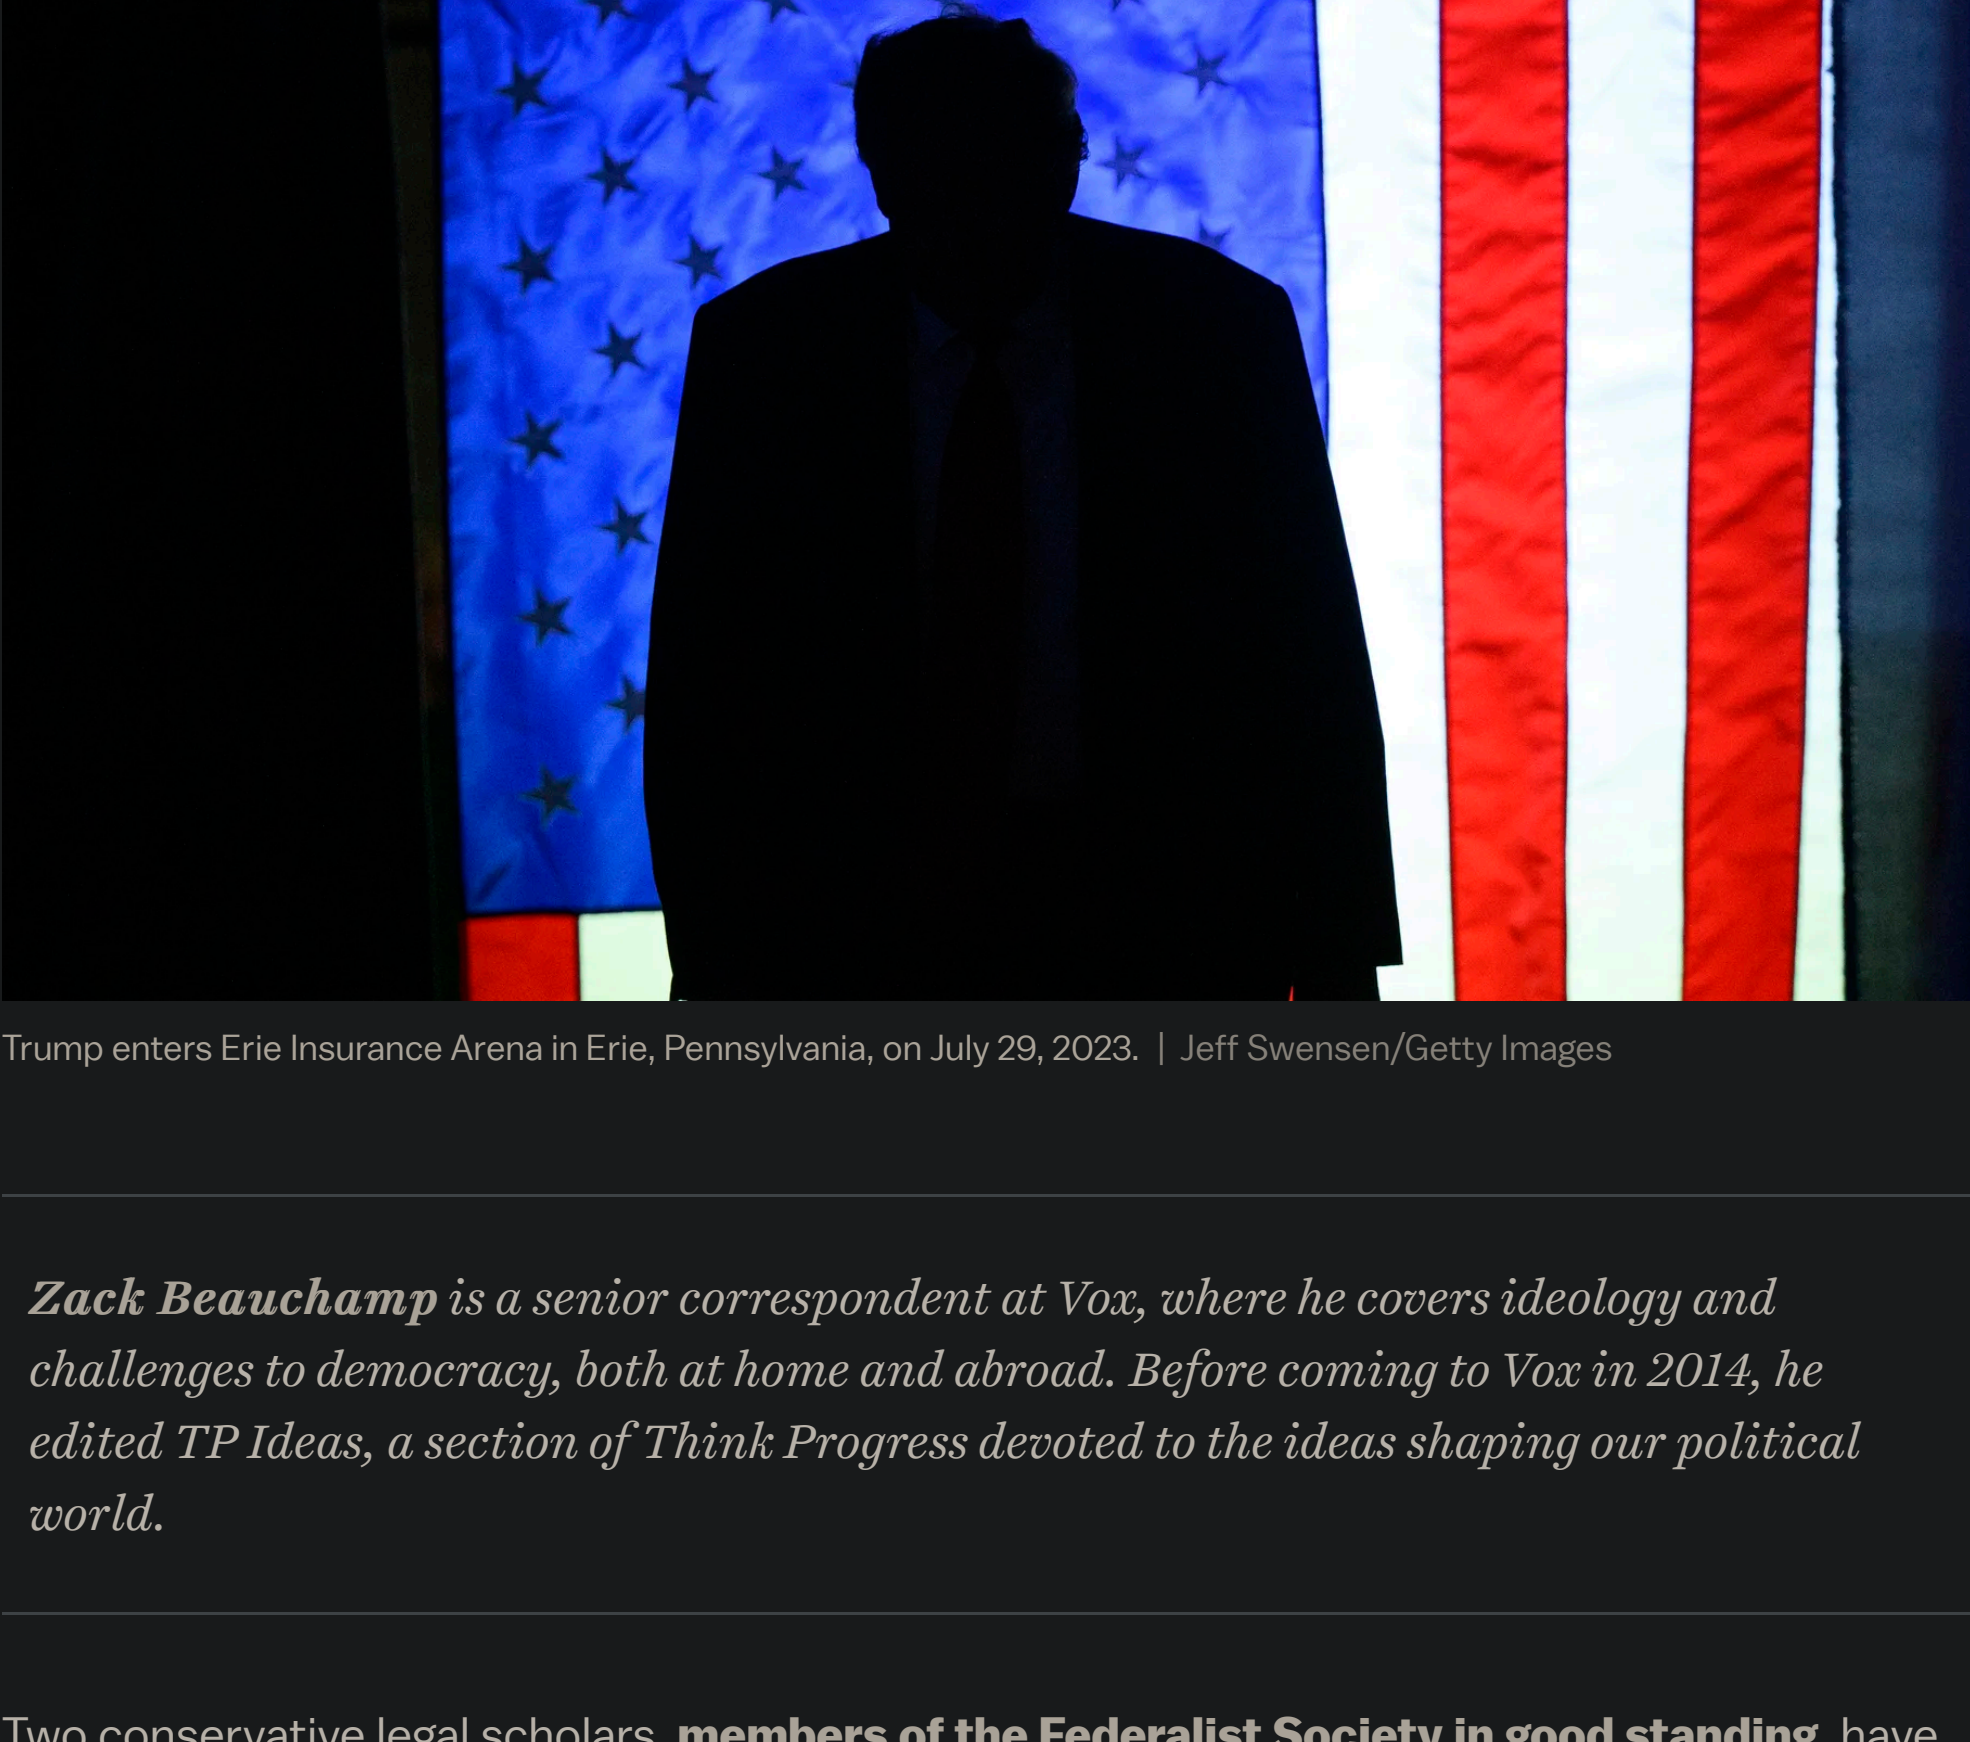 Trump enters Erie Insurance Arena in Erie, Pennsylvania, on July 29, 2023. | Jeff Swensen/Getty Images
Zack Beauchamp is a senior correspondent at Vox, where he covers ideology and
challenges to democracy, both at home and abroad. Before coming to Vox in 2014, he
edited TP Ideas, a section of Think Progress devoted to the ideas shaping our political
world.
Two conservative legal scholars, members of the Federalist Society in good standing, have